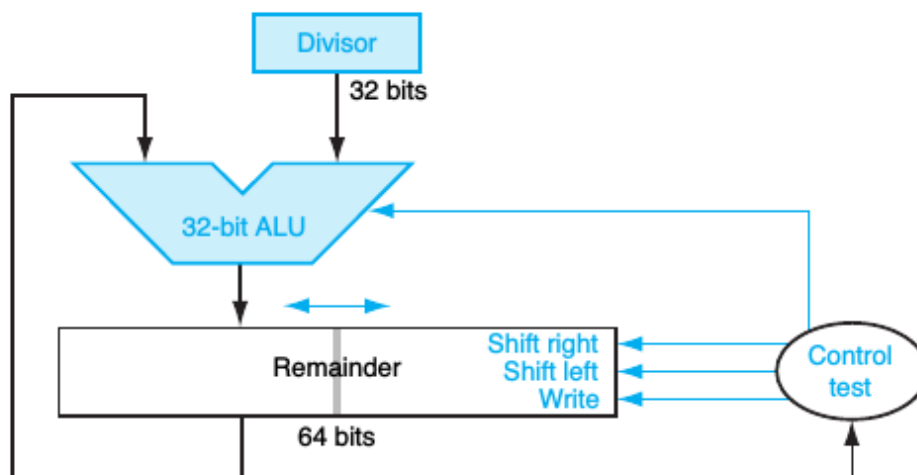 Divisor
32 bits
32-bit ALU
Remainder
Shift right
Shift left
Write
64 bits
Control
test